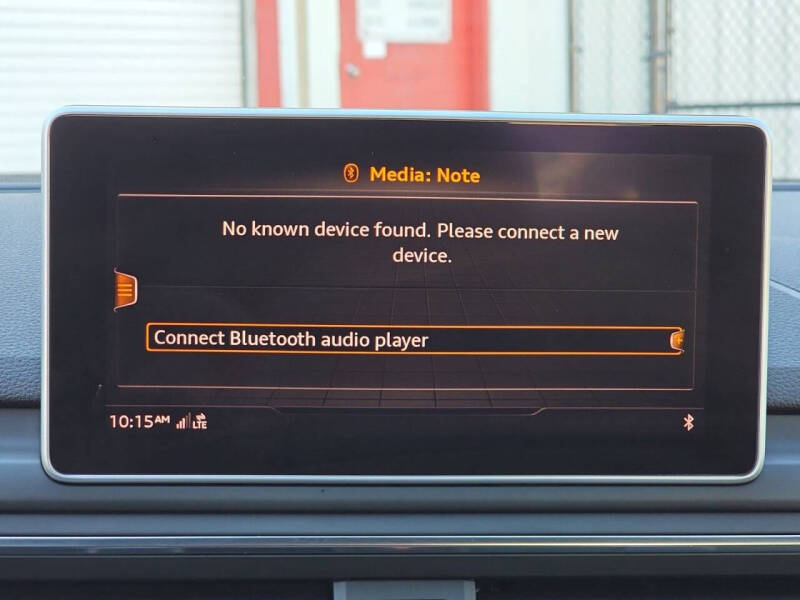 Media: Note
No known device found. Please connect a new
device.
Connect Bluetooth audio player
10:15AM LTE